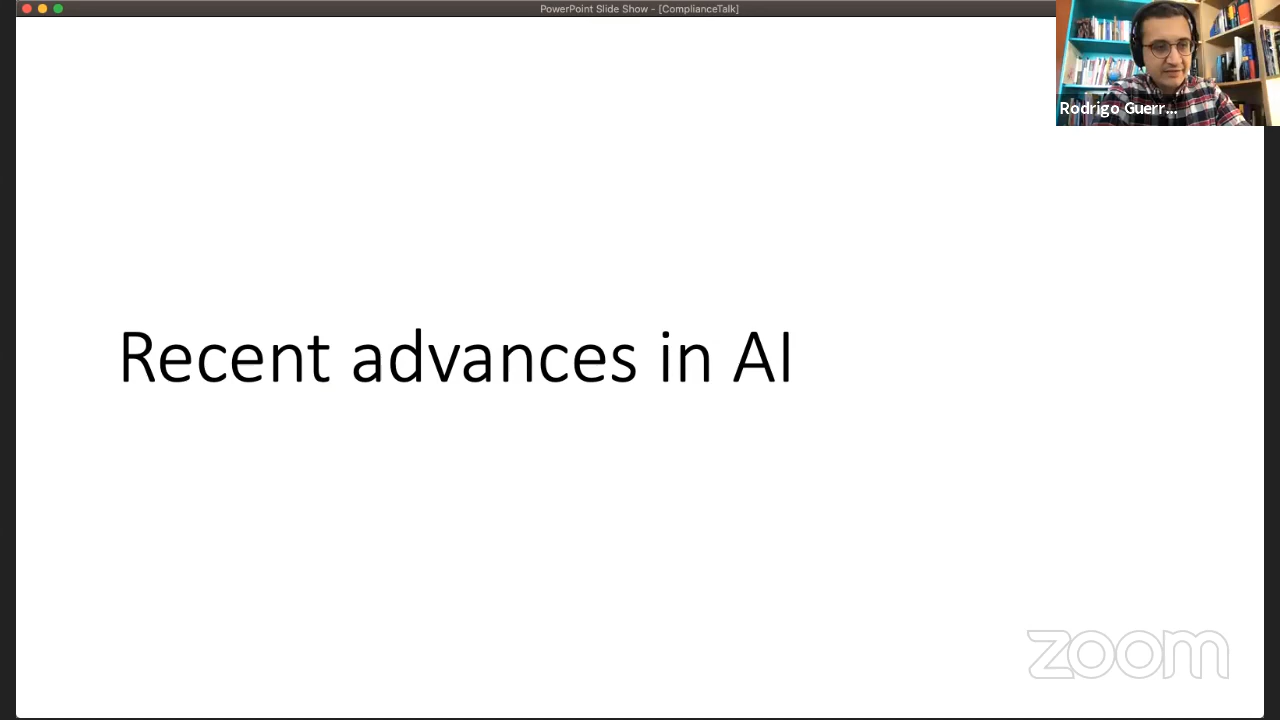 PowerPoint Slide Show - [ComplianceTalk]
Rodrigo Guerr...
Recent advances in AI
zoom